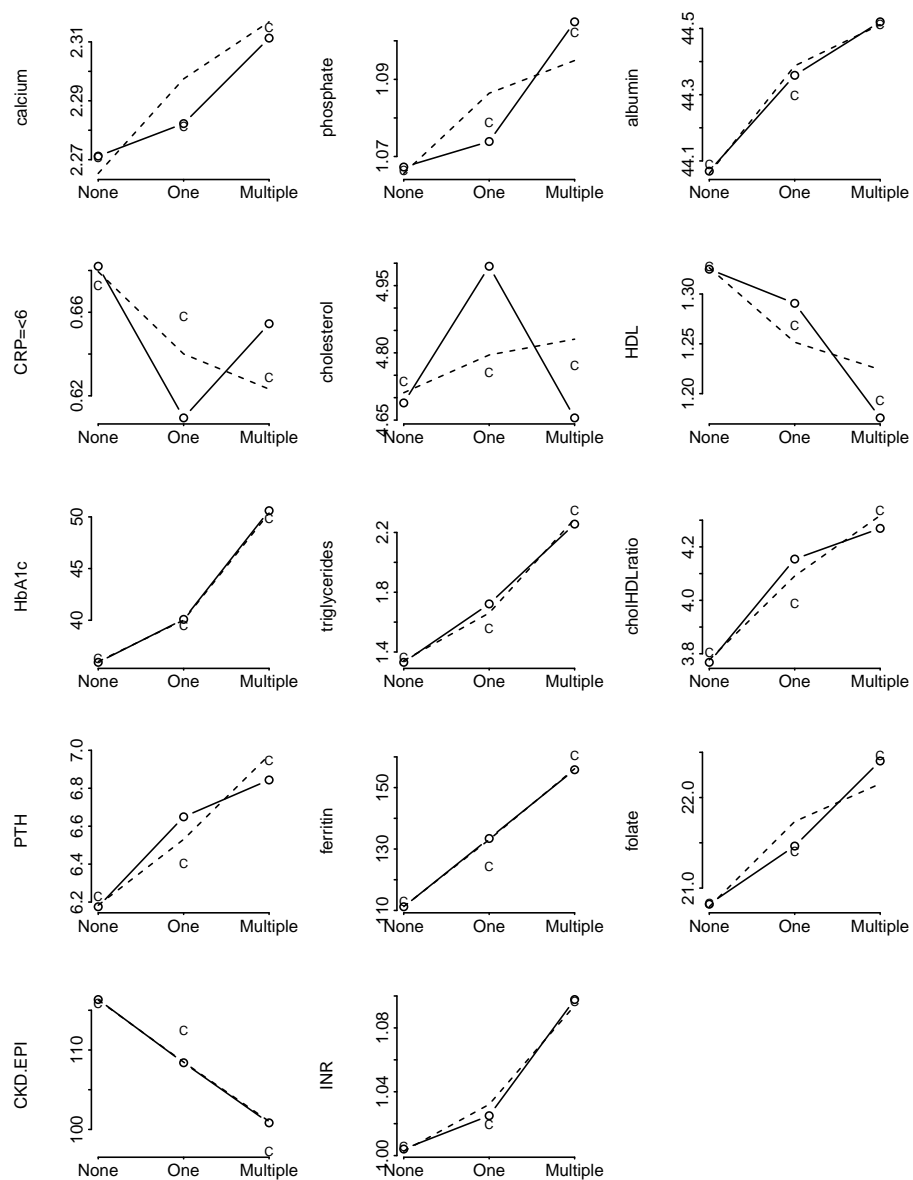 calcium
2.27 2.29 2.31
None One Multiple
C C C
phosphate
1.07 1.09
None One Multiple
C C C
albumin
44.1 44.3 44.5
None One Multiple
C C C
CRP=<6
0.62 0.66
None One Multiple
C C C
cholesterol
4.65 4.80 4.95
None One Multiple
C C C
HDL
1.20 1.25 1.30
None One Multiple
C C C
HbA1c
40 45 50
None One Multiple
C C C
triglycerides
1.4 1.8 2.2
None One Multiple
C C C
cholHDLratio
3.8 4.0 4.2
None One Multiple
C C C
PTH
6.2 6.4 6.6 6.8 7.0
None One Multiple
C C C
ferritin
110 130 150
None One Multiple
C C C
folate
21.0 22.0
None One Multiple
C C C
CKD.EPI
100 110
None One Multiple
C C C
INR
1.00 1.04 1.08
None One Multiple
C C C